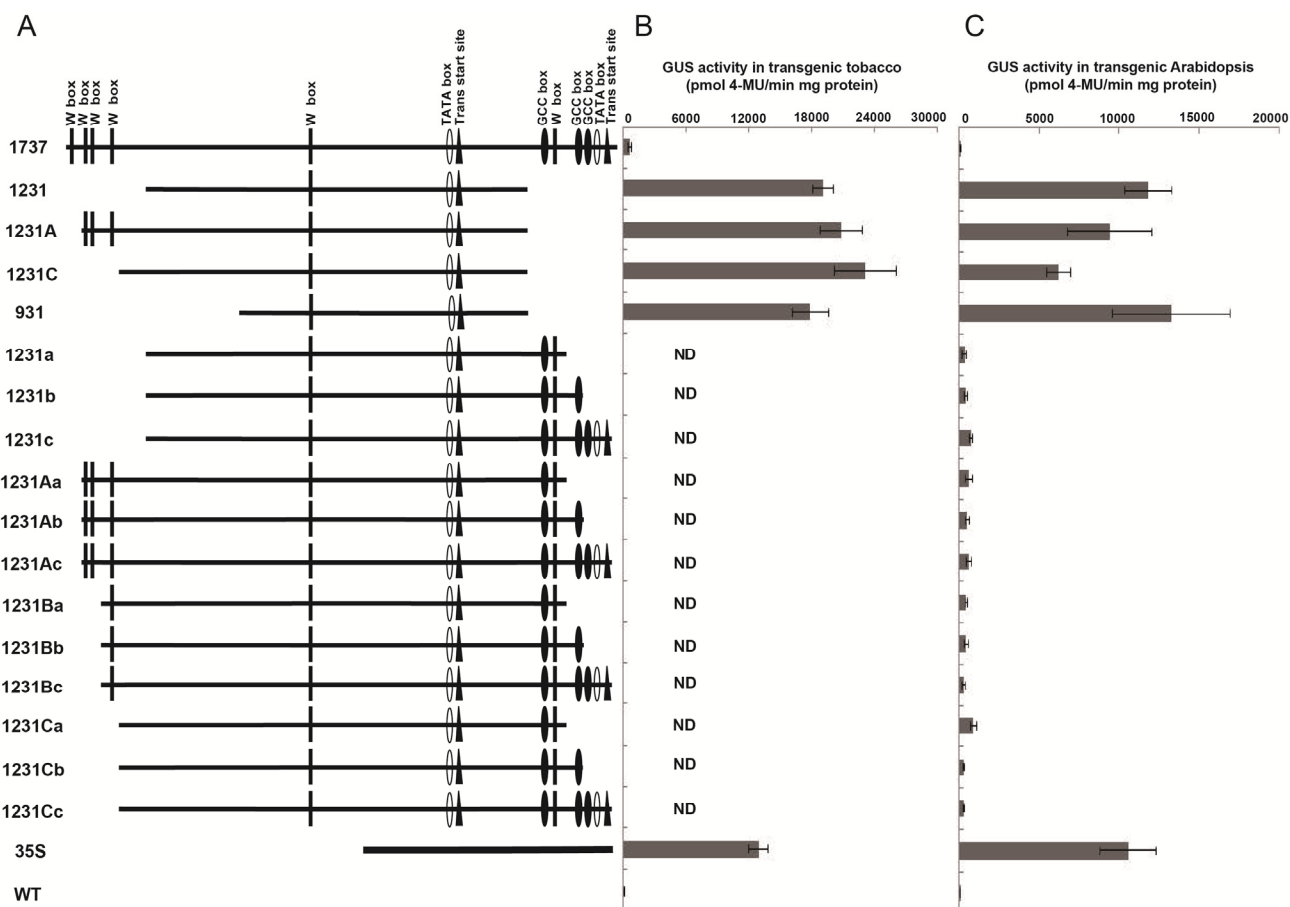 A
B
C
W box
W box
W box
W box
W box
TATA box
Trans start site
GCC box
W box
GCC box
GCC box
TATA box
Trans start site
GUS activity in transgenic tobacco
(pmol 4-MU/min mg protein)
GUS activity in transgenic Arabidopsis
(pmol 4-MU/min mg protein)
0 6000 12000 18000 24000 30000
0 5000 10000 15000 20000
1737
1231
1231A
1231C
931
1231a ND
1231b ND
1231c ND
1231Aa ND
1231Ab ND
1231Ac ND
1231Ba ND
1231Bb ND
1231Bc ND
1231Ca ND
1231Cb ND
1231Cc ND
35S
WT